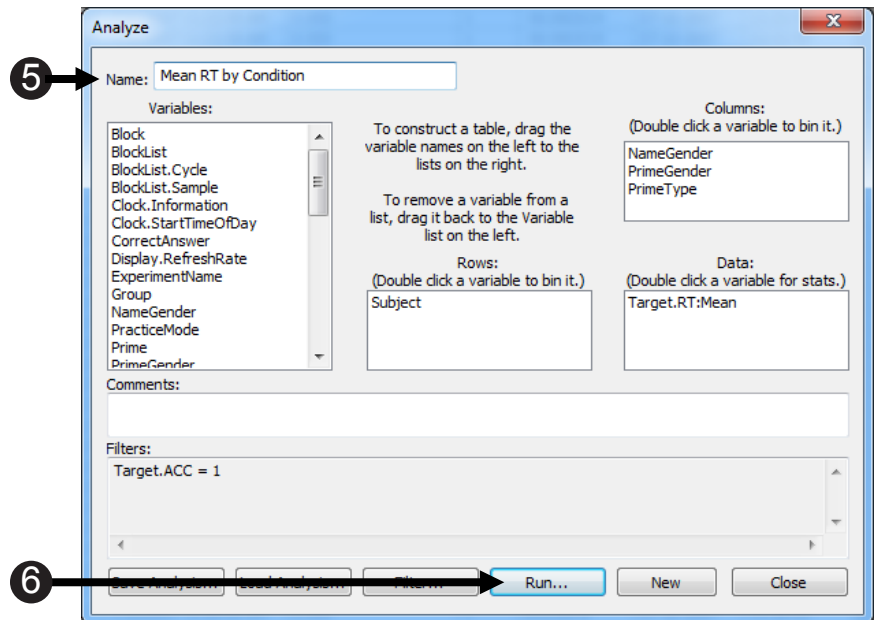 Analyze
5
Name: Mean RT by Condition
Variables:
Block
BlockList
BlockList.Cycle
BlockList.Sample
Clock.Information
Clock.StartTimeOfDay
CorrectAnswer
Display.RefreshRate
ExperimentName
Group
NameGender
PracticeMode
Prime
PrimeGender
To construct a table, drag the
variable names on the left to the
lists on the right.
To remove a variable from a
list, drag it back to the Variable
list on the left.
Columns:
(Double click a variable to bin it.)
NameGender
PrimeGender
PrimeType
Rows:
(Double click a variable to bin it.)
Subject
Data:
(Double click a variable for stats.)
Target.RT:Mean
Comments:
Filters:
Target.ACC = 1
6
Run... New Close